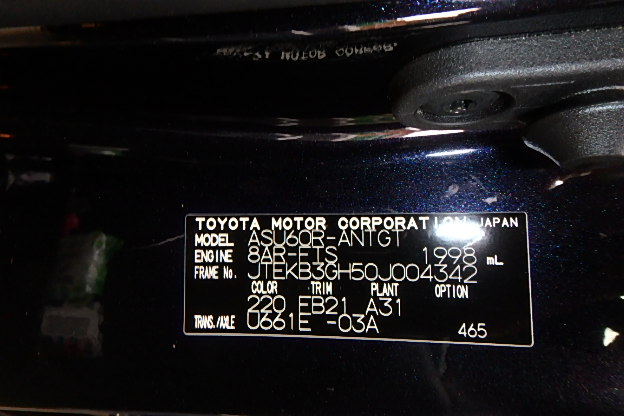 TOYOTA MOTOR CORPORATION JAPAN
MODEL ASU60R-ANTGT
ENGINE 8AR-FTS 1998 mL
FRAME No. JTEKB3GH50J004342
COLOR TRIM PLANT OPTION
220 EB21 A31
TRANS./AXLE U661E -03A 465